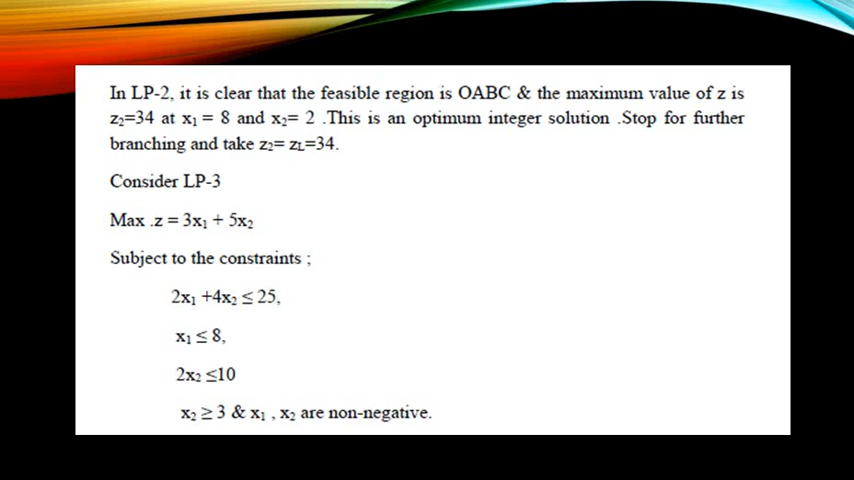 In LP-2, it is clear that the feasible region is OABC & the maximum value of z is
z₂=34 at x₁ = 8 and x₂= 2 .This is an optimum integer solution .Stop for further
branching and take z₂= zL=34.
Consider LP-3
Max .z = 3x₁ + 5x₂
Subject to the constraints ;
2x₁ +4x₂ ≤ 25,
x₁ ≤ 8,
2x₂ ≤10
x₂ ≥ 3 & x₁ , x₂ are non-negative.